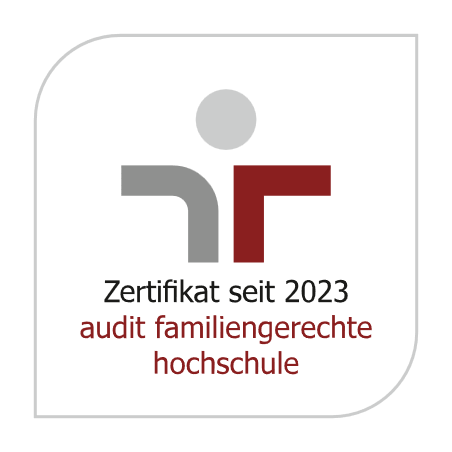 Zertifikat seit 2023
audit familiengerechte
hochschule